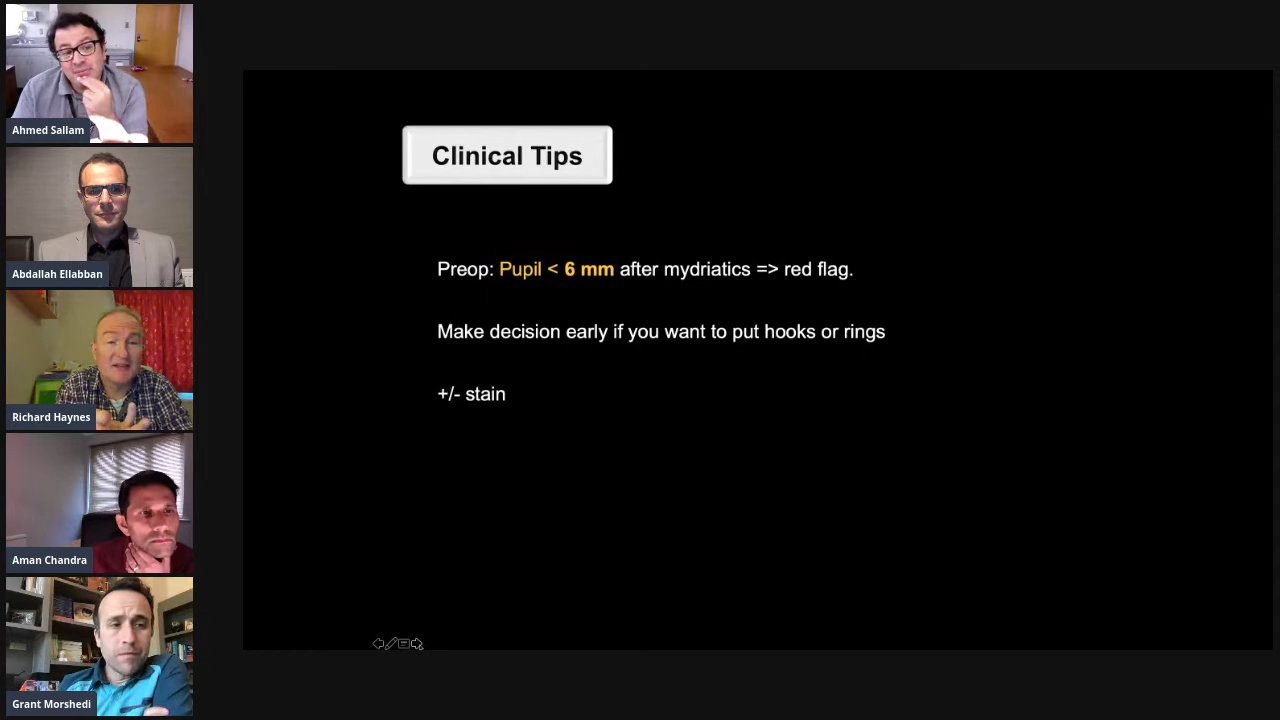 Ahmed Sallam
Abdallah Ellabban
Richard Haynes
Aman Chandra
Grant Morshedi
Clinical Tips
Preop: Pupil < 6 mm after mydriatics => red flag.
Make decision early if you want to put hooks or rings
+/- stain